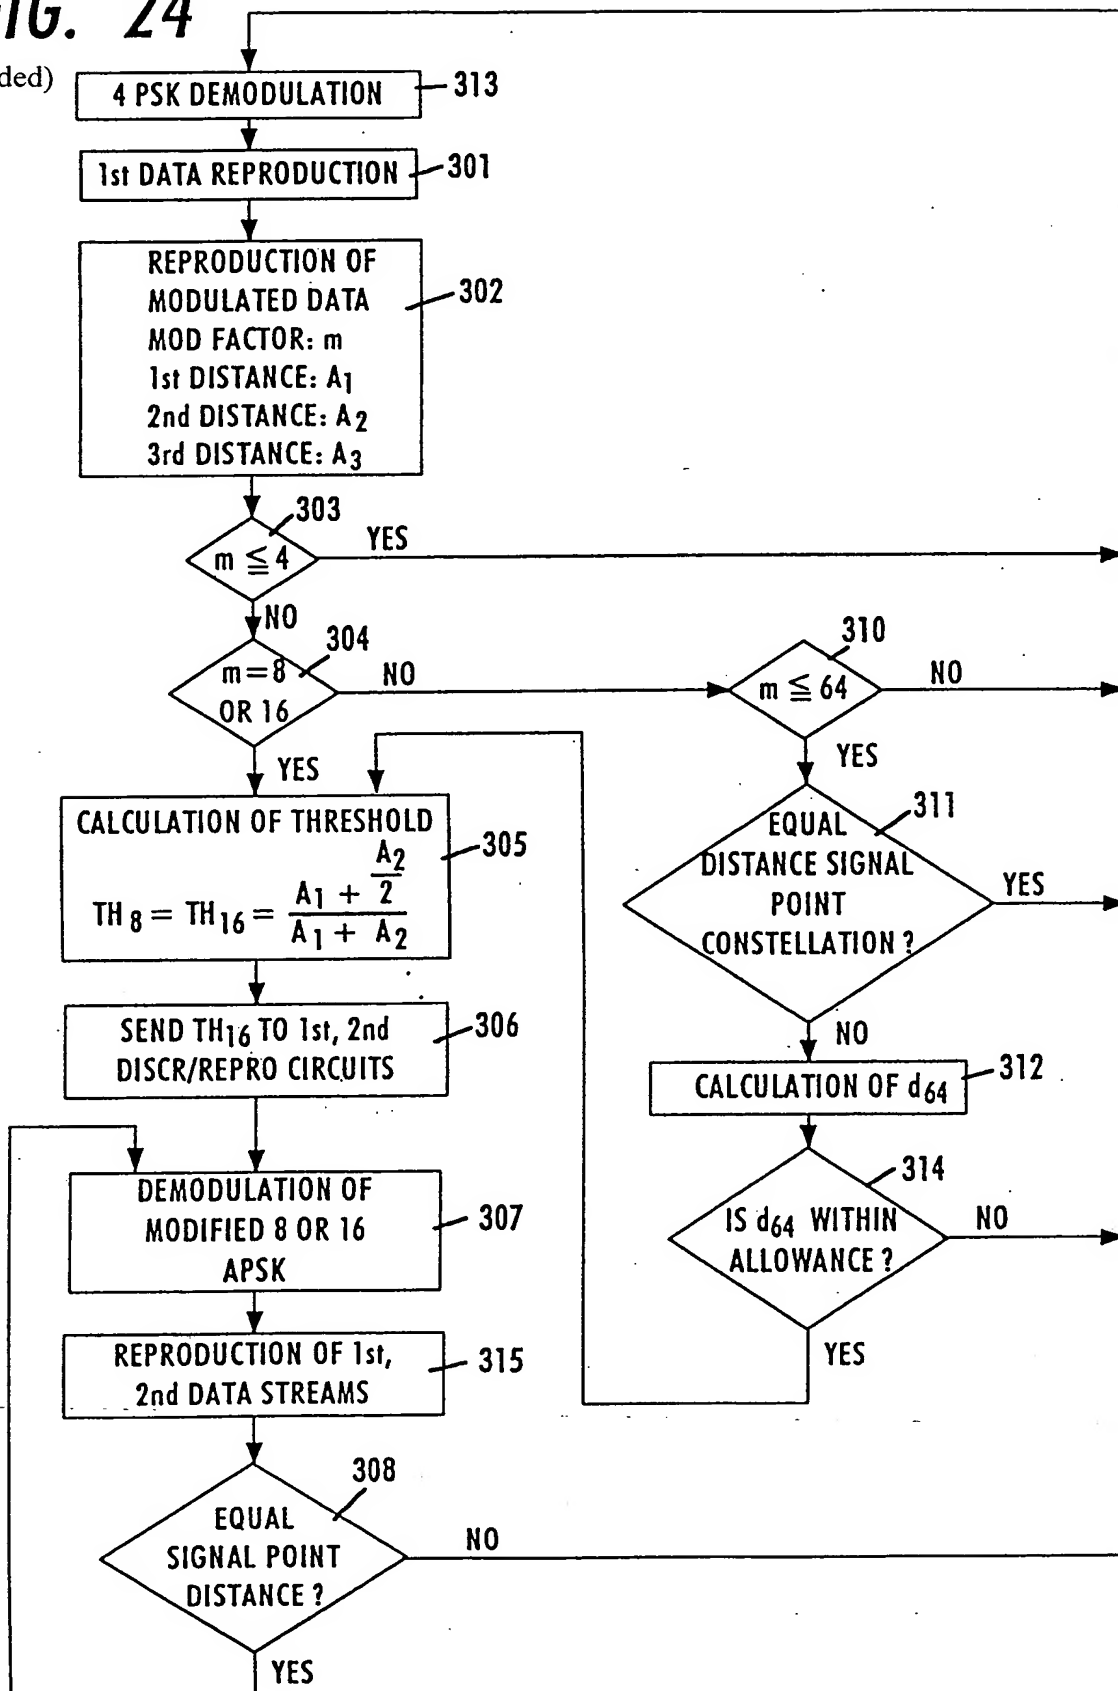 FIG. 24
ded)
4 PSK DEMODULATION
313
1st DATA REPRODUCTION
301
REPRODUCTION OF
MODULATED DATA
MOD FACTOR: m
1st DISTANCE: A1
2nd DISTANCE: A2
3rd DISTANCE: A3
302
303
m ≦ 4
YES
NO
304
m = 8
OR 16
NO
YES
310
m ≦ 64
NO
YES
CALCULATION OF THRESHOLD
TH8 = TH16 = (A1 + A2/2)/(A1 + A2)
305
311
EQUAL
DISTANCE SIGNAL
POINT
CONSTELLATION ?
YES
NO
SEND TH16 TO 1st, 2nd
DISCR/REPRO CIRCUITS
306
CALCULATION OF d64
312
DEMODULATION OF
MODIFIED 8 OR 16
APSK
307
314
IS d64 WITHIN
ALLOWANCE ?
NO
YES
REPRODUCTION OF 1st,
2nd DATA STREAMS
315
308
EQUAL
SIGNAL POINT
DISTANCE ?
NO
YES